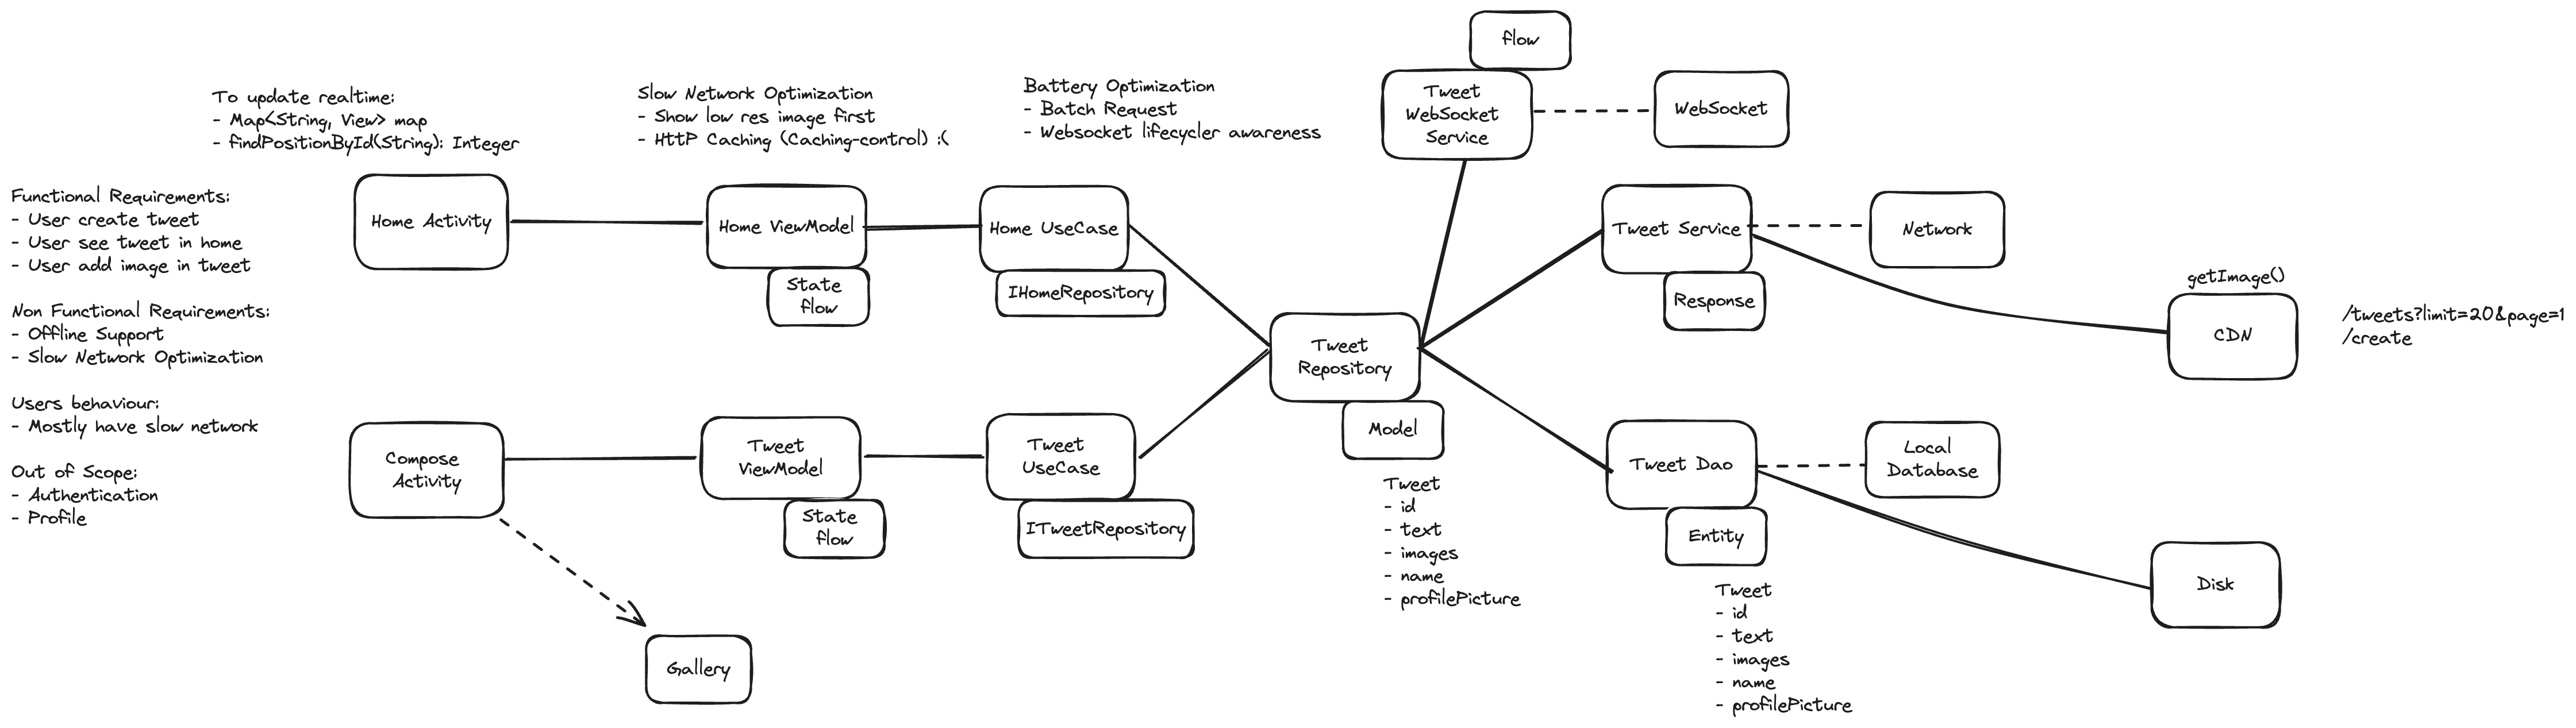 flow
To update realtime:
- Map<String, View> map
- findPositionById(String): Integer
Slow Network Optimization
- Show low res image first
- HttP Caching (Caching-control) :(
Battery Optimization
- Batch Request
- Websocket lifecycler awareness
Tweet
WebSocket
Service
WebSocket
Functional Requirements:
- User create tweet
- User see tweet in home
- User add image in tweet
Non Functional Requirements:
- Offline Support
- Slow Network Optimization
Users behaviour:
- Mostly have slow network
Out of Scope:
- Authentication
- Profile
Home Activity
Home ViewModel
State
flow
Home UseCase
IHomeRepository
Tweet Service
Response
Network
getImage()
CDN
/tweets?limit=20&page=1
/create
Tweet
Repository
Model
Tweet
- id
- text
- images
- name
- profilePicture
Compose
Activity
Tweet
ViewModel
State
flow
Tweet
UseCase
ITweetRepository
Tweet Dao
Entity
Local
Database
Tweet
- id
- text
- images
- name
- profilePicture
Disk
Gallery